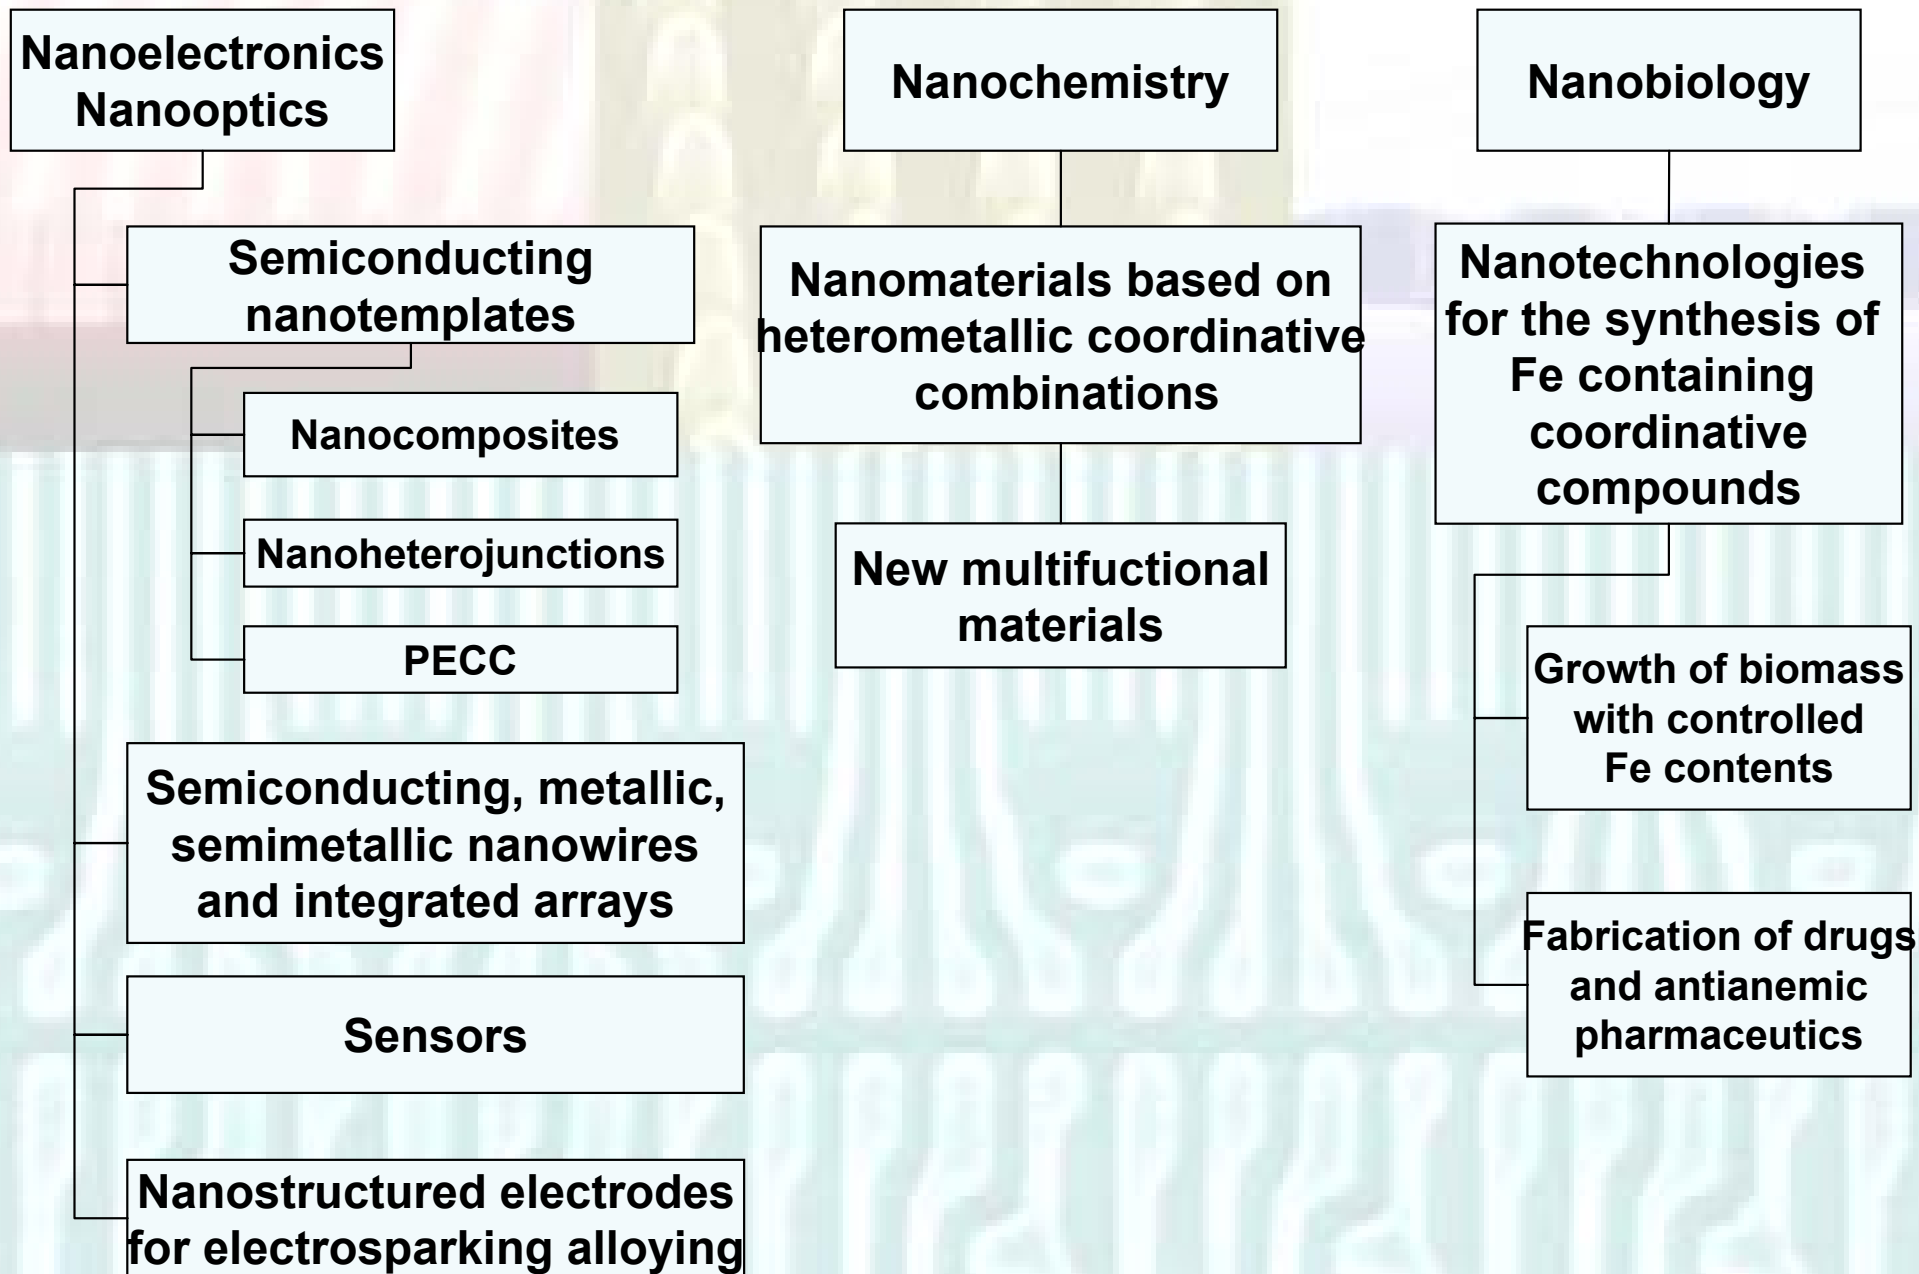 Nanoelectronics
Nanooptics
Semiconducting
nanotemplates
Nanocomposites
Nanoheterojunctions
PECC
Semiconducting, metallic,
semimetallic nanowires
and integrated arrays
Sensors
Nanostructured electrodes
for electrosparking alloying
Nanochemistry
Nanomaterials based on
heterometallic coordinative
combinations
New multifuctional
materials
Nanobiology
Nanotechnologies
for the synthesis of
Fe containing
coordinative
compounds
Growth of biomass
with controlled
Fe contents
Fabrication of drugs
and antianemic
pharmaceutics